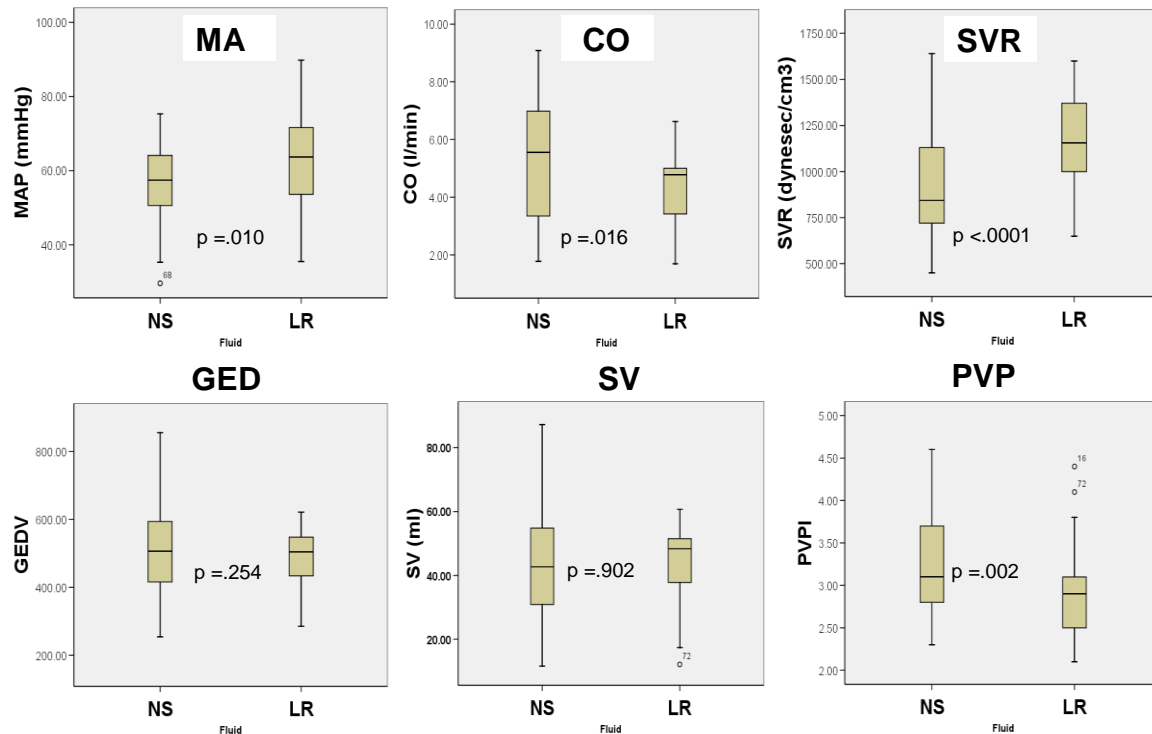 MA
MAP (mmHg)
100.00
80.00
60.00
40.00
68
p =.010
NS
LR
Fluid
CO
CO (l/min)
10.00
8.00
6.00
4.00
2.00
p =.016
NS
LR
Fluid
SVR
SVR (dynesec/cm3)
1750.00
1500.00
1250.00
1000.00
750.00
500.00
p <.0001
NS
LR
Fluid
GED
GEDV
800.00
600.00
400.00
200.00
p =.254
NS
LR
Fluid
SV
SV (ml)
80.00
60.00
40.00
20.00
p =.902
72
NS
LR
Fluid
PVP
PVPI
5.00
4.50
4.00
3.50
3.00
2.50
2.00
16
72
p =.002
NS
LR
Fluid